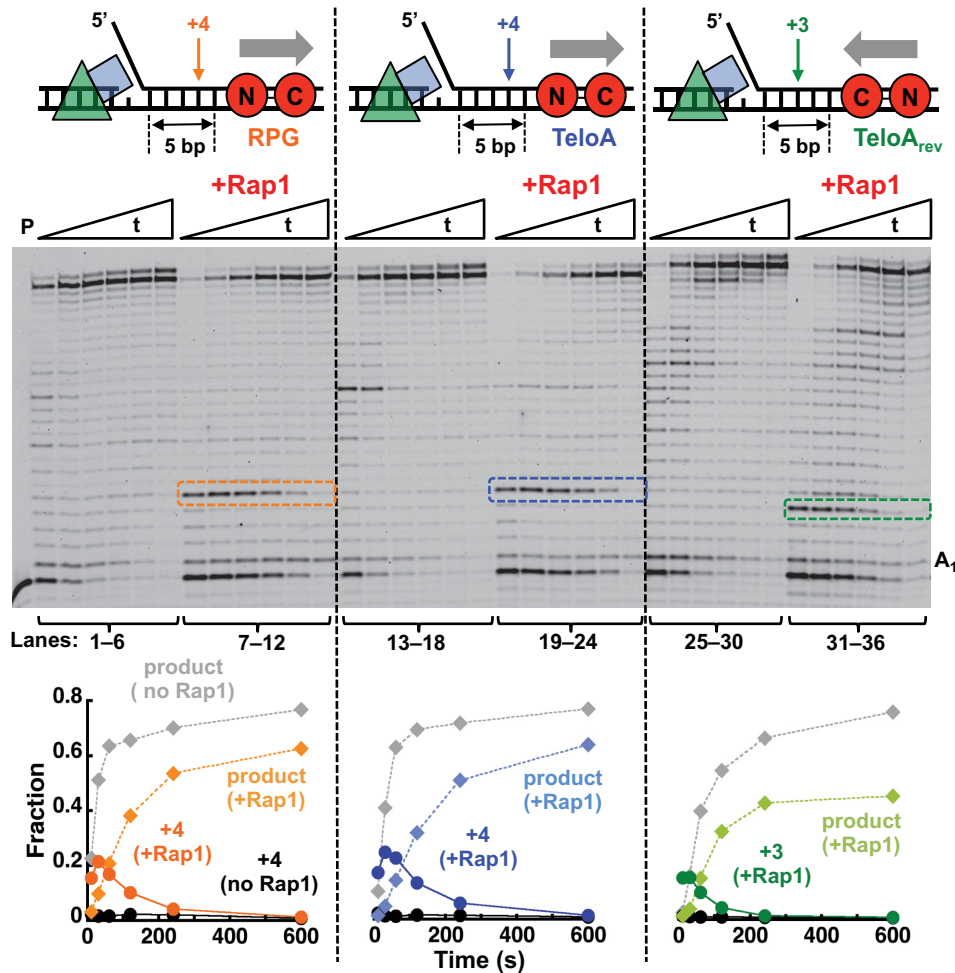 5’ +4
5’ +4
5’ +3
N C
N C
C N
5 bp RPG
5 bp TeloA
5 bp TeloArev
+Rap1 +Rap1 +Rap1
P t t t t t t
A1
Lanes: 1–6 7–12 13–18 19–24 25–30 31–36
product
( no Rap1)
product
(+Rap1)
+4
(+Rap1)
+4
(no Rap1)
product
(+Rap1)
+4
(+Rap1)
product
(+Rap1)
+3
(+Rap1)
Fraction
0.8
0.6
0.4
0.2
0
0 200 400 600
0 200 400 600
0 200 400 600
Time (s)